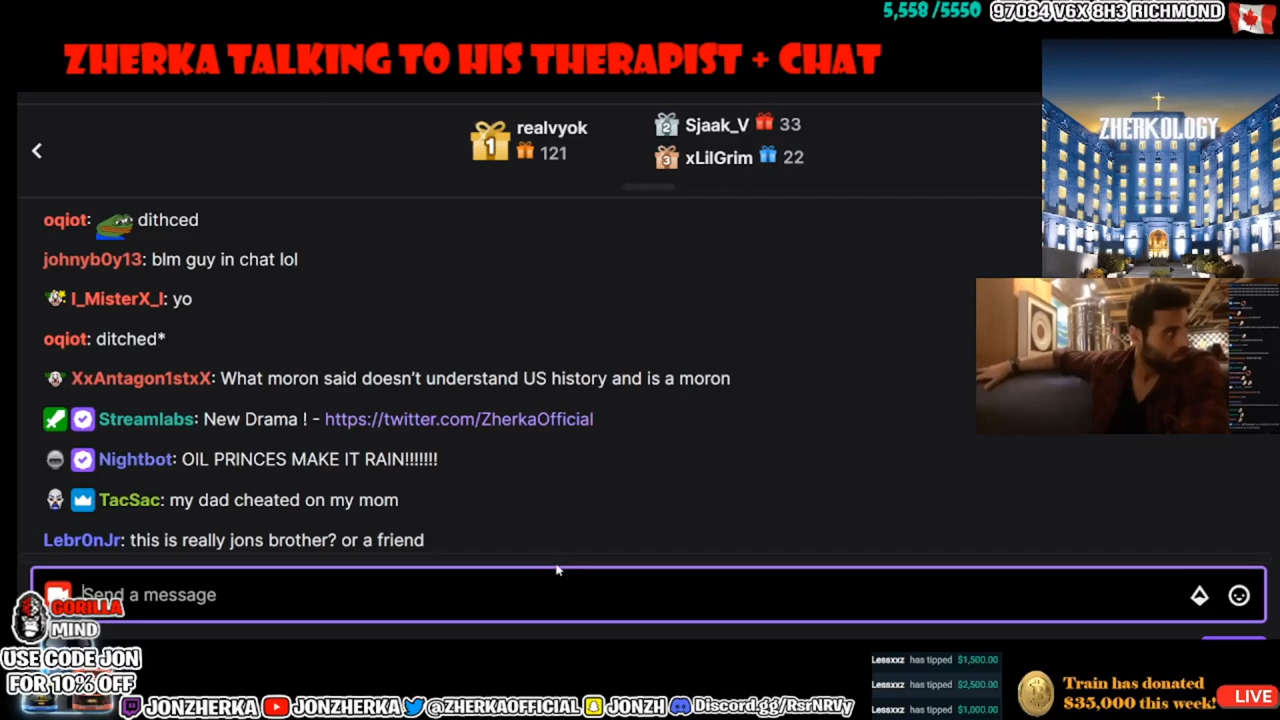 5,558 /5550
97084 V6X 8H3 RICHMOND
ZHERKA TALKING TO HIS THERAPIST + CHAT
ZHERKOLOGY
1 realvyok
121
2 Sjaak_V 33
3 xLilGrim 22
oqiot: dithced
johnyb0y13: blm guy in chat lol
I_MisterX_I: yo
oqiot: ditched*
XxAntagon1stxX: What moron said doesn't understand US history and is a moron
Streamlabs: New Drama ! - https://twitter.com/ZherkaOfficial
Nightbot: OIL PRINCES MAKE IT RAIN!!!!!!!
TacSac: my dad cheated on my mom
Lebr0nJr: this is really jons brother? or a friend
Send a message
GORILLA
MIND
USE CODE JON
FOR 10% OFF
JONZHERKA JONZHERKA @ZHERKAOFFICIAL JONZH Discord.gg/RsrNRVy
Lessxxz has tipped $1,500.00
Lessxxz has tipped $2,500.00
Lessxxz has tipped $1,000.00
Train has donated
$35,000 this week!
LIVE